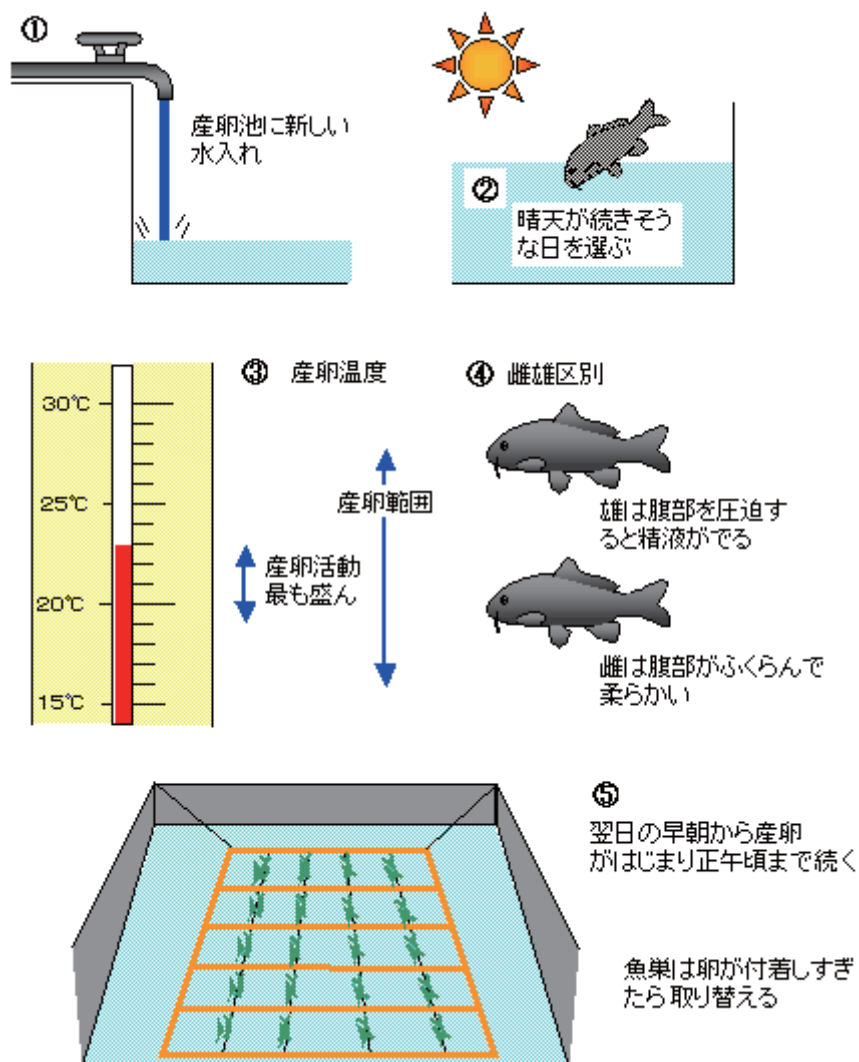 ①
産卵池に新しい
水入れ
②
晴天が続きそう
な日を選ぶ
③ 産卵温度
30℃
25℃
20℃
15℃
産卵範囲
産卵活動
最も盛ん
④ 雌雄区別
雄は腹部を圧迫す
ると精液がでる
雌は腹部がふくらんで
柔らかい
⑤
翌日の早朝から産卵
がはじまり正午頃まで続く
魚巣は卵が付着しすぎ
たら取り替える